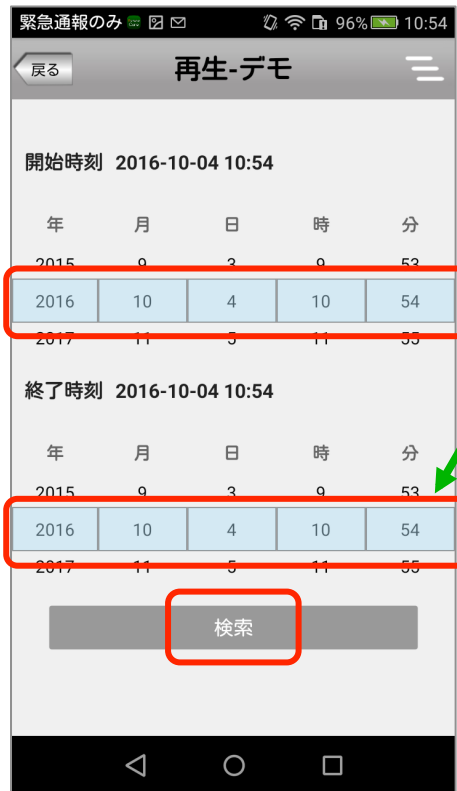 緊急通報のみ 96% 10:54
戻る 再生-デモ
開始時刻 2016-10-04 10:54
年 月 日 時 分
2015 9 3 9 53
2016 10 4 10 54
2017 11 5 11 55
終了時刻 2016-10-04 10:54
年 月 日 時 分
2015 9 3 9 53
2016 10 4 10 54
2017 11 5 11 55
検索